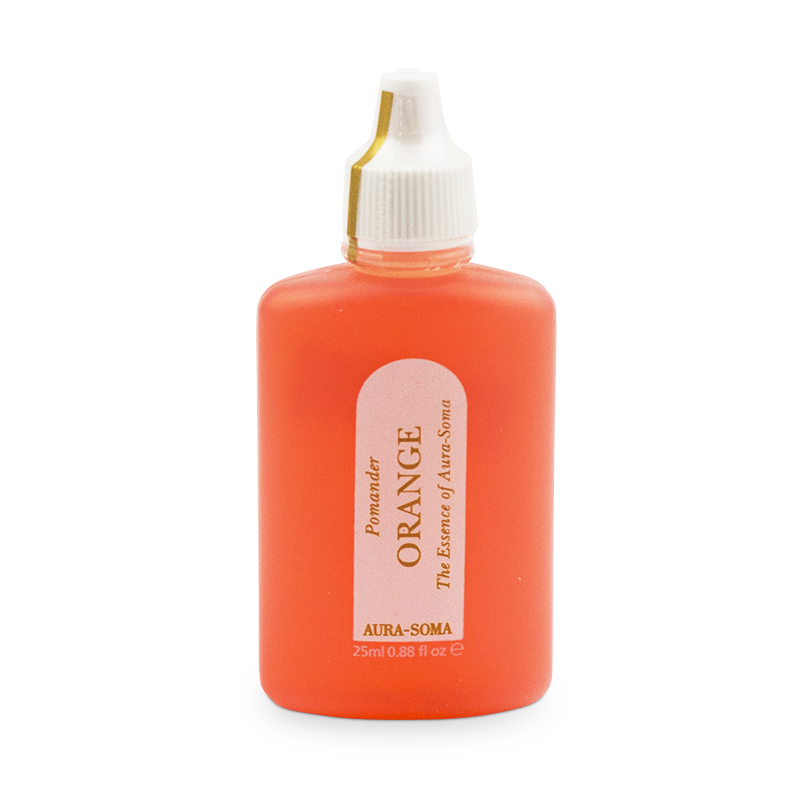 Pomander
ORANGE
The Essence of Aura-Soma
AURA-SOMA
25ml 0.88 fl oz ℮